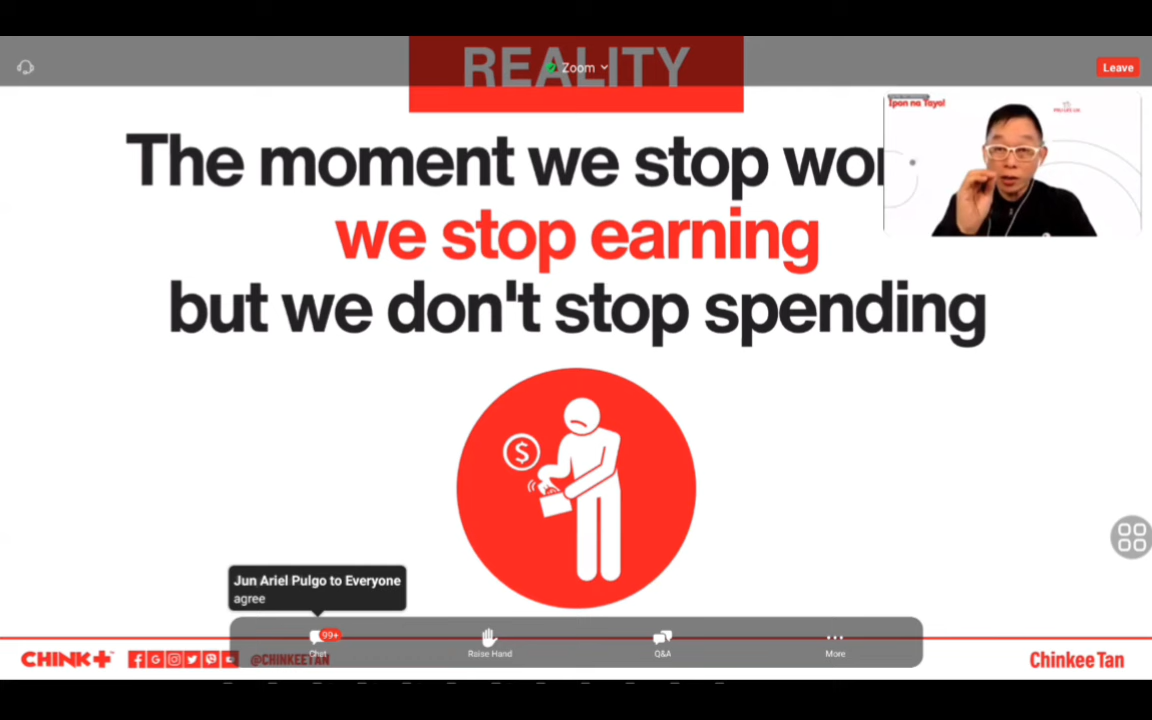 REALITY
Zoom
Leave
Ipon na Tayo!
The moment we stop wor
we stop earning
but we don't stop spending
$
Jun Ariel Pulgo to Everyone
agree
99+
Chat
Raise Hand
Q&A
More
CHINK+
@CHINKEETAN
Chinkee Tan